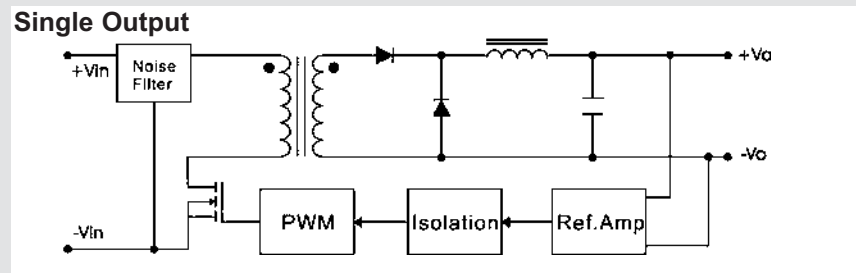 Single Output
+Vin
Noise
Filter
+Vo
-Vo
-Vin
PWM
Isolation
Ref.Amp